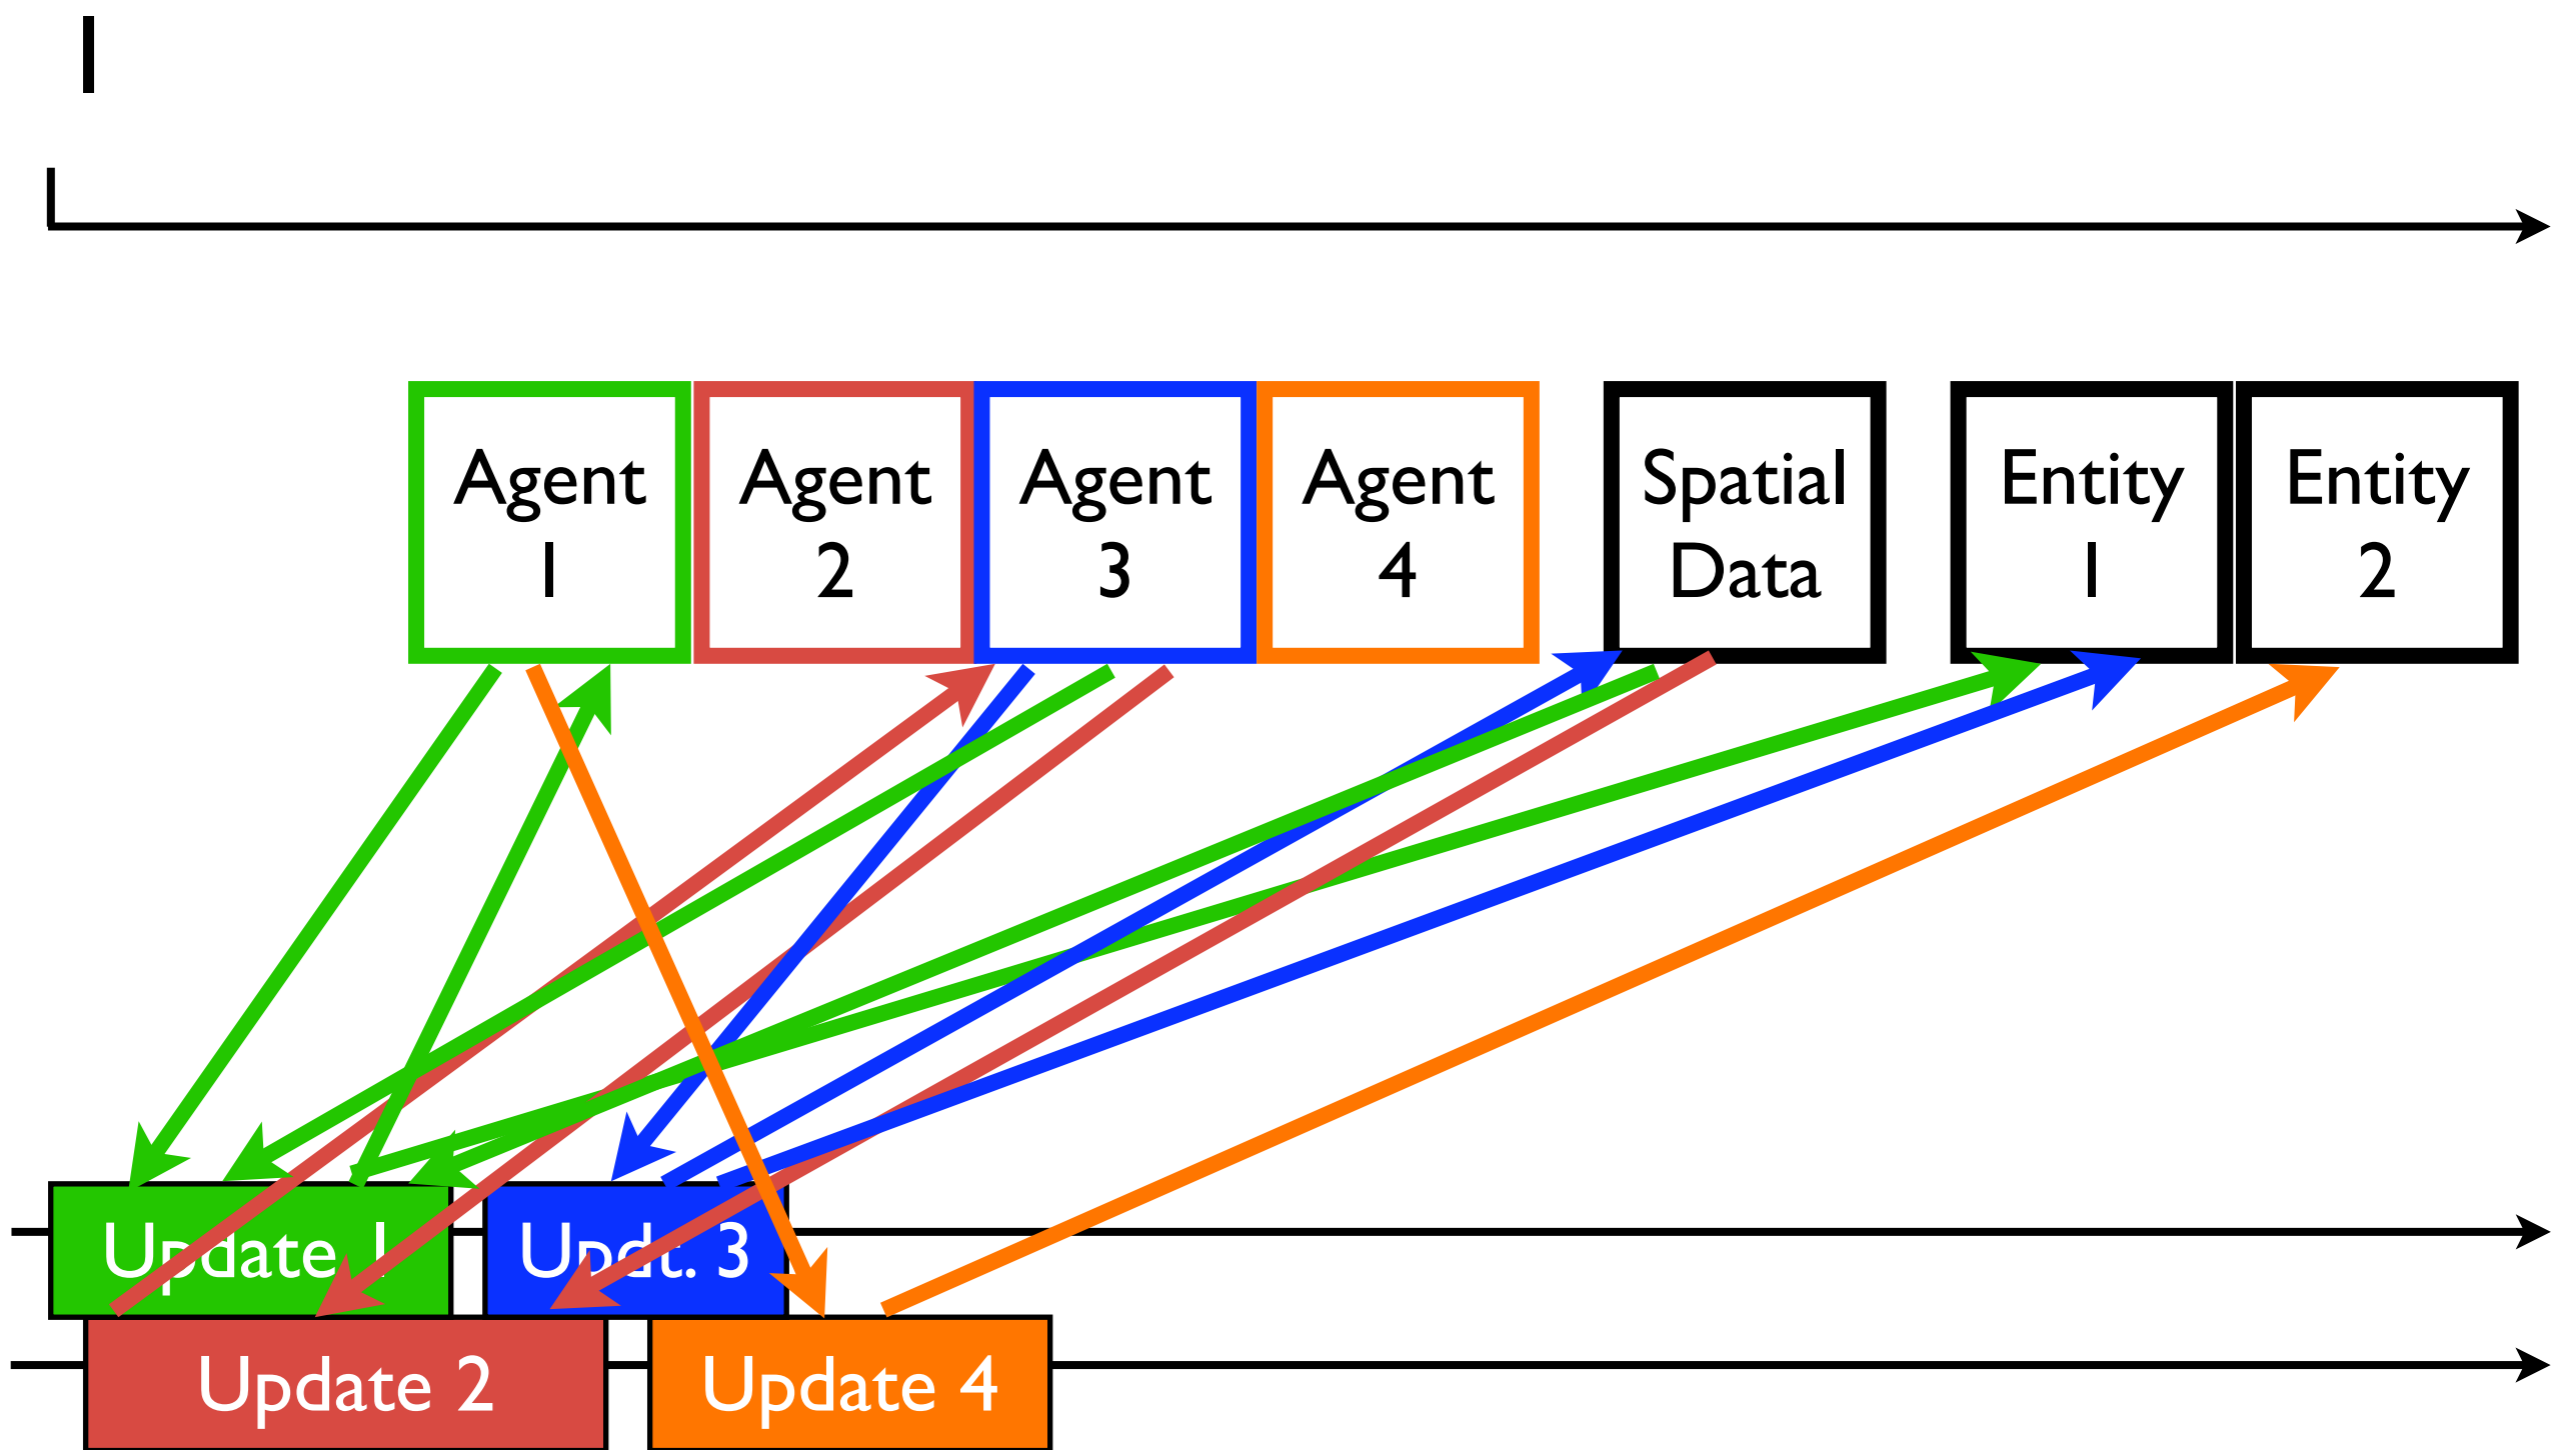 Agent
1
Agent
2
Agent
3
Agent
4
Spatial
Data
Entity
1
Entity
2
Update 1
Updt. 3
Update 2
Update 4